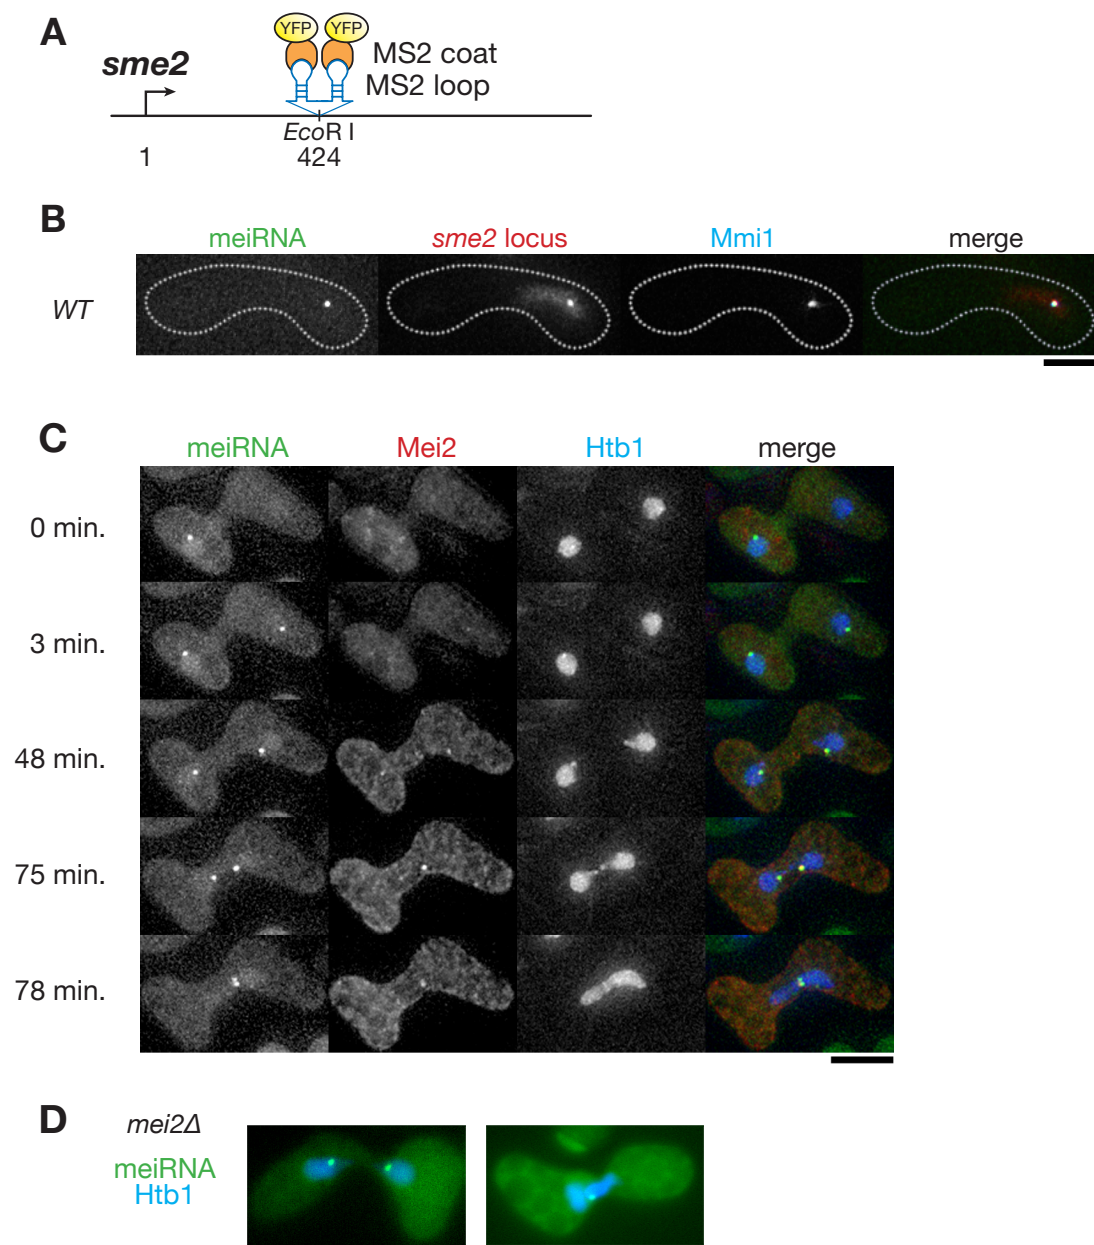 A
YFP YFP
sme2
MS2 coat
MS2 loop
EcoR I
1 424
B
meiRNA sme2 locus Mmi1 merge
WT
C
meiRNA Mei2 Htb1 merge
0 min.
3 min.
48 min.
75 min.
78 min.
D
mei2Δ
meiRNA
Htb1